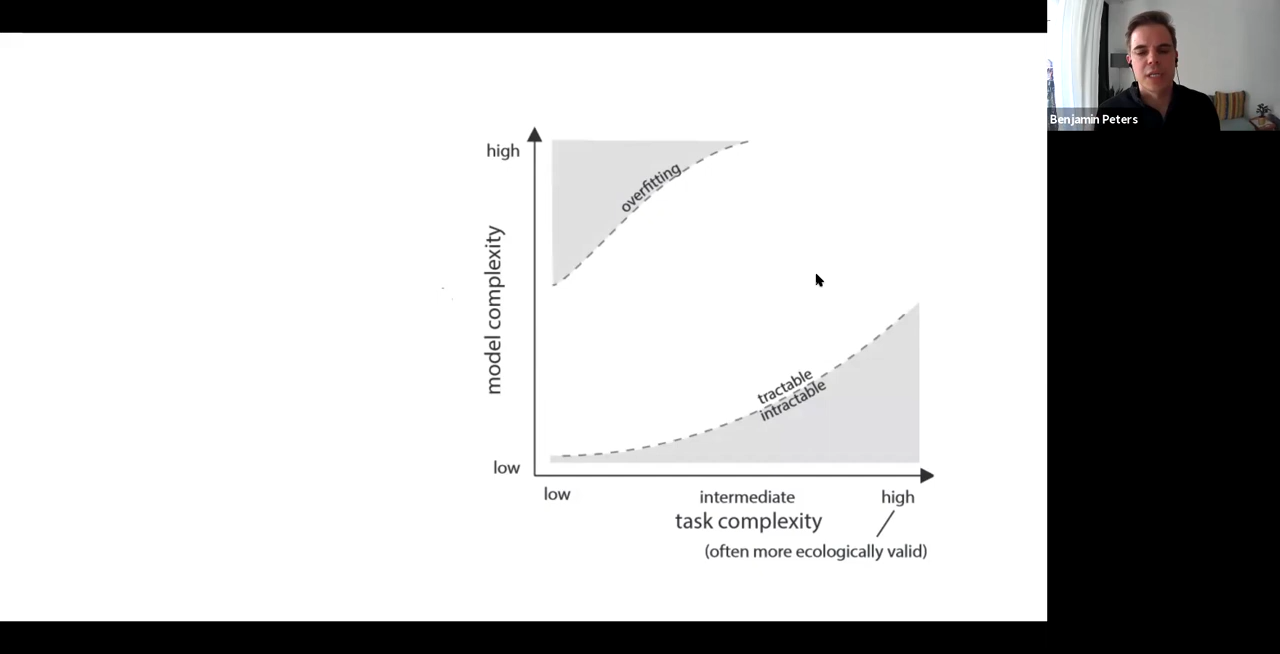 Benjamin Peters
high
overfitting
model complexity
tractable
intractable
low
low intermediate high
task complexity
(often more ecologically valid)